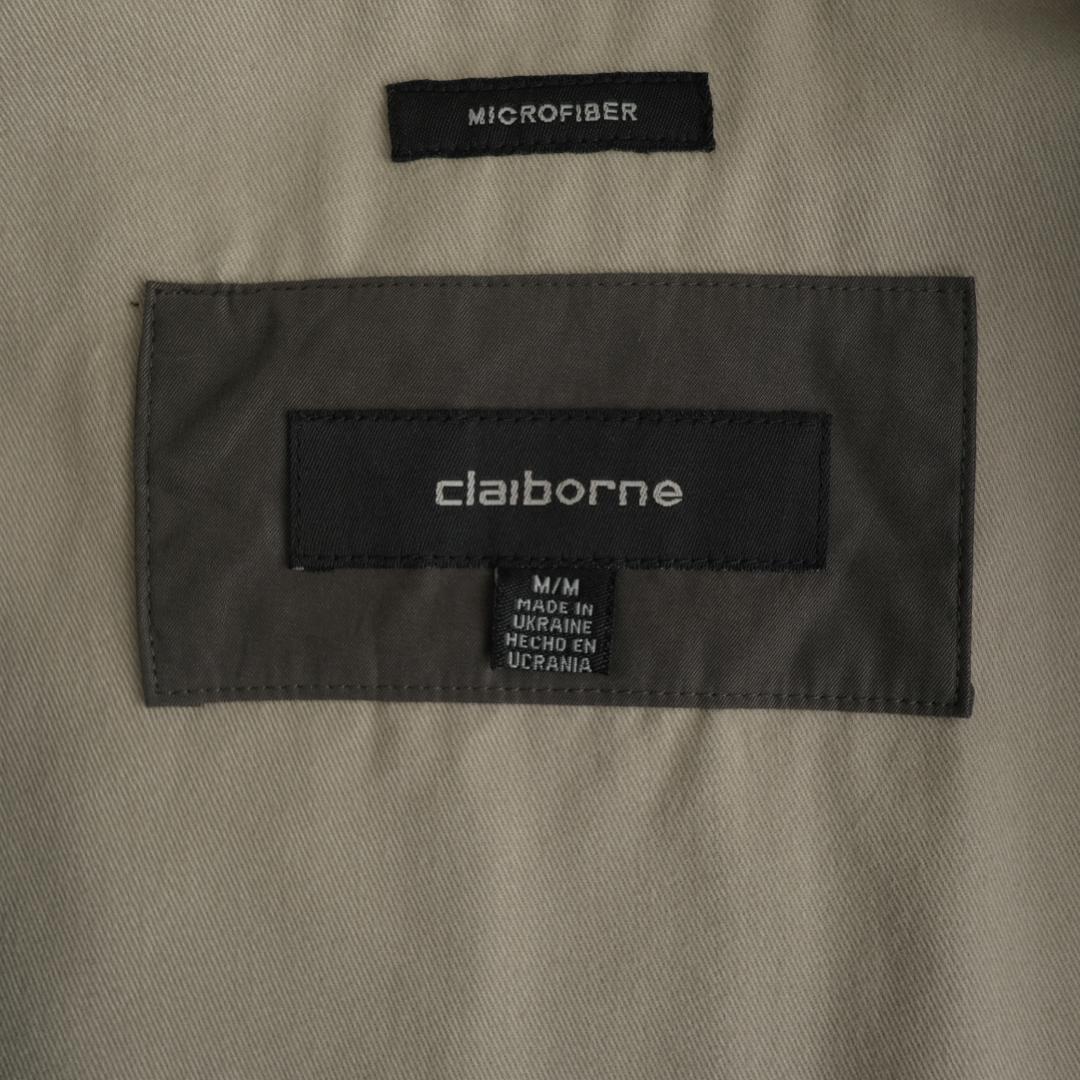 MICROFIBER
claiborne
M/M
MADE IN
UKRAINE
HECHO EN
UCRANIA